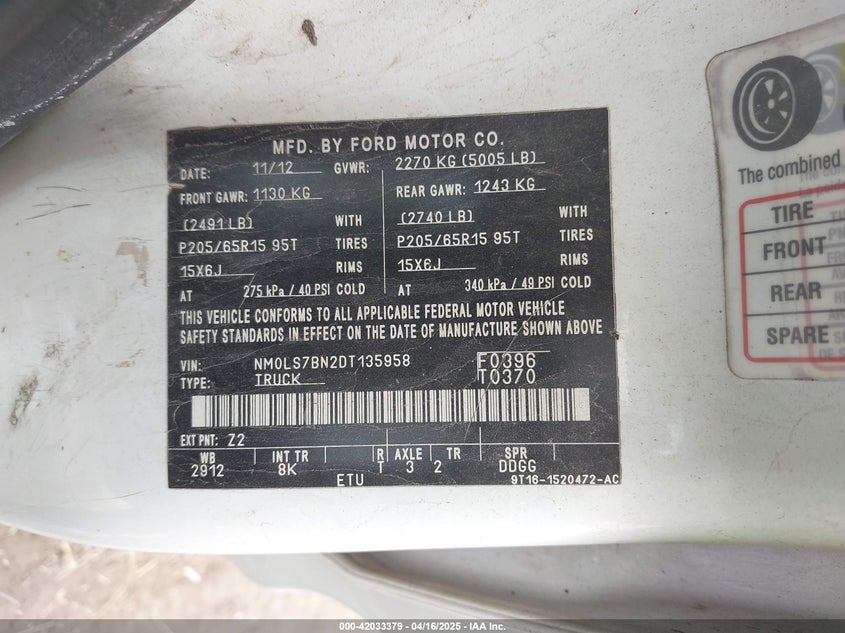 MFD. BY FORD MOTOR CO.
DATE: 11/12 GVWR: 2270 KG (5005 LB)
FRONT GAWR: 1130 KG REAR GAWR: 1243 KG
(2491 LB) WITH (2740 LB) WITH
P205/65R15 95T TIRES P205/65R15 95T TIRES
15X6J RIMS 15X6J RIMS
AT 275 kPa / 40 PSI COLD AT 340 kPa / 49 PSI COLD
THIS VEHICLE CONFORMS TO ALL APPLICABLE FEDERAL MOTOR VEHICLE
SAFETY STANDARDS IN EFFECT ON THE DATE OF MANUFACTURE SHOWN ABOVE
VIN: NM0LS7BN2DT135958 F0396
TYPE: TRUCK T0370
EXT PNT: Z2
WB INT TR R AXLE TR SPR
2912 8K T 3 2 DDGG
ETU 9T16-1520472-AC
The combined
TIRE
FRONT
REAR
SPARE
000-42033379 - 04/16/2025 - IAA Inc.